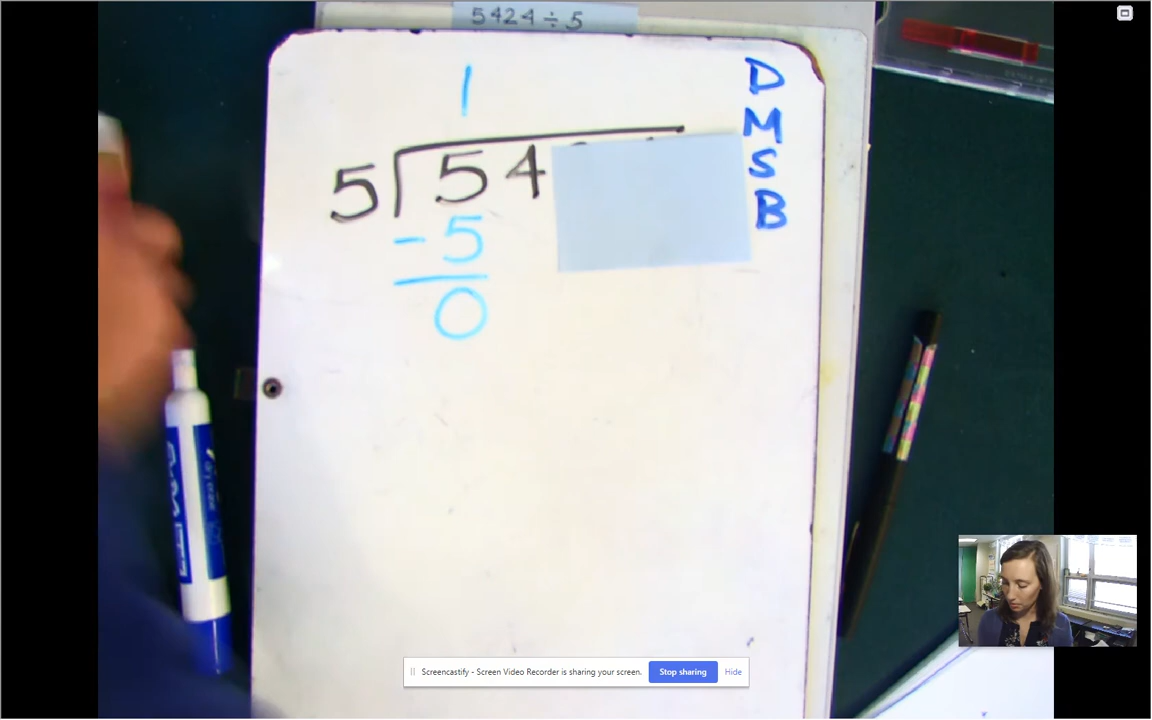 5424 ÷ 5
1
5 54
- 5
0
D
M
S
B
Screencastify - Screen Video Recorder is sharing your screen.
Stop sharing
Hide